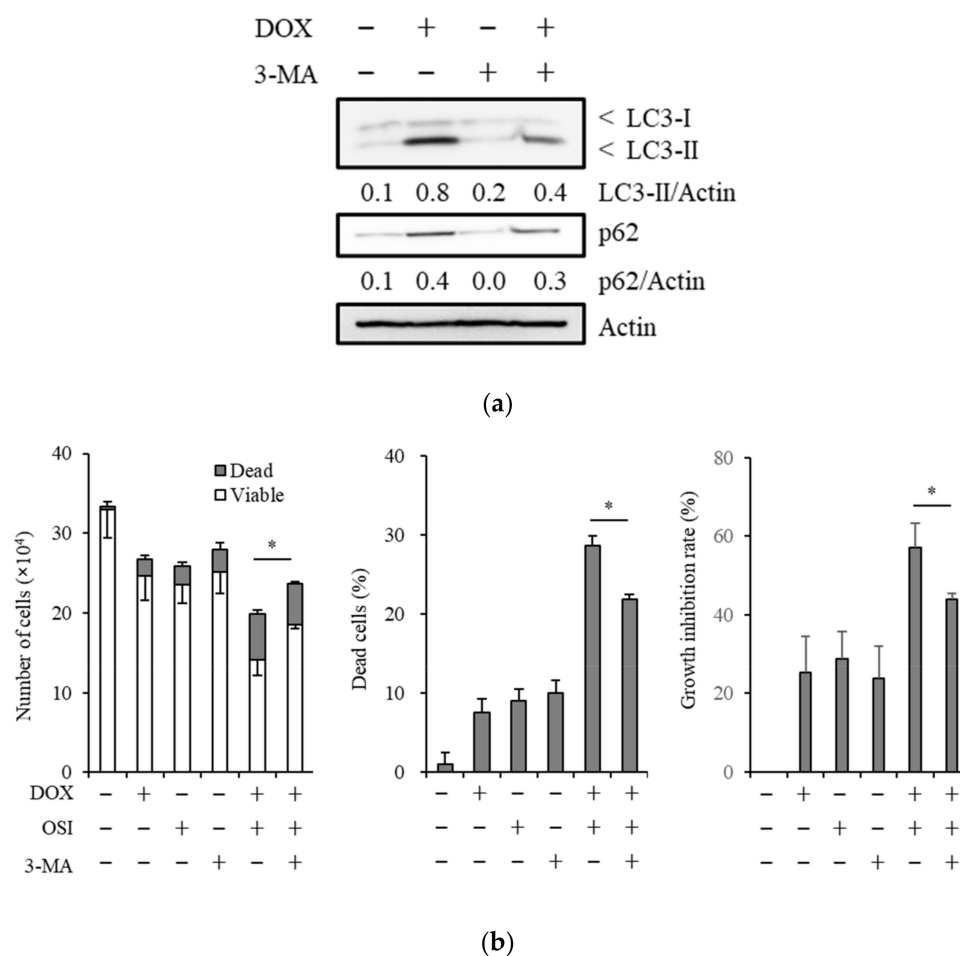 DOX − + − +
3-MA − − + +
< LC3-I
< LC3-II
0.1 0.8 0.2 0.4 LC3-II/Actin
p62
0.1 0.4 0.0 0.3 p62/Actin
Actin
(a)
Number of cells (×10⁴)
40
30
20
10
0
Dead
Viable
*
Dead cells (%)
40
30
20
10
0
*
Growth inhibition rate (%)
80
60
40
20
0
*
DOX − + − − + + − + − − + + − + − − + +
OSI − − + − + + − − + − + + − − + − + +
3-MA − − − + − + − − − + − + − − − + − +
(b)